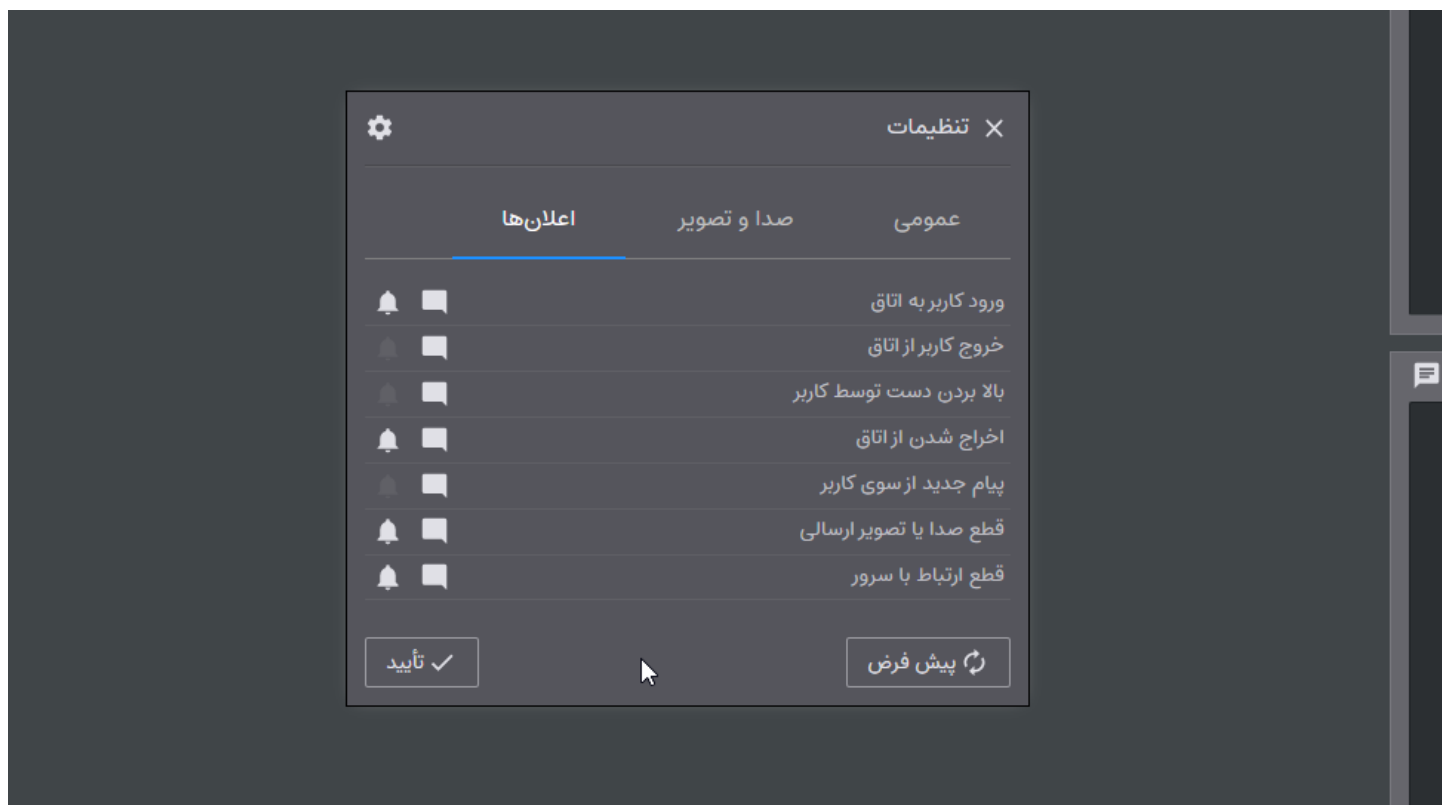 تنظیمات
عمومی صدا و تصویر اعلان‌ها
ورود کاربر به اتاق
خروج کاربر از اتاق
بالا بردن دست توسط کاربر
اخراج شدن از اتاق
پیام جدید از سوی کاربر
قطع صدا یا تصویر ارسالی
قطع ارتباط با سرور
پیش فرض تأیید